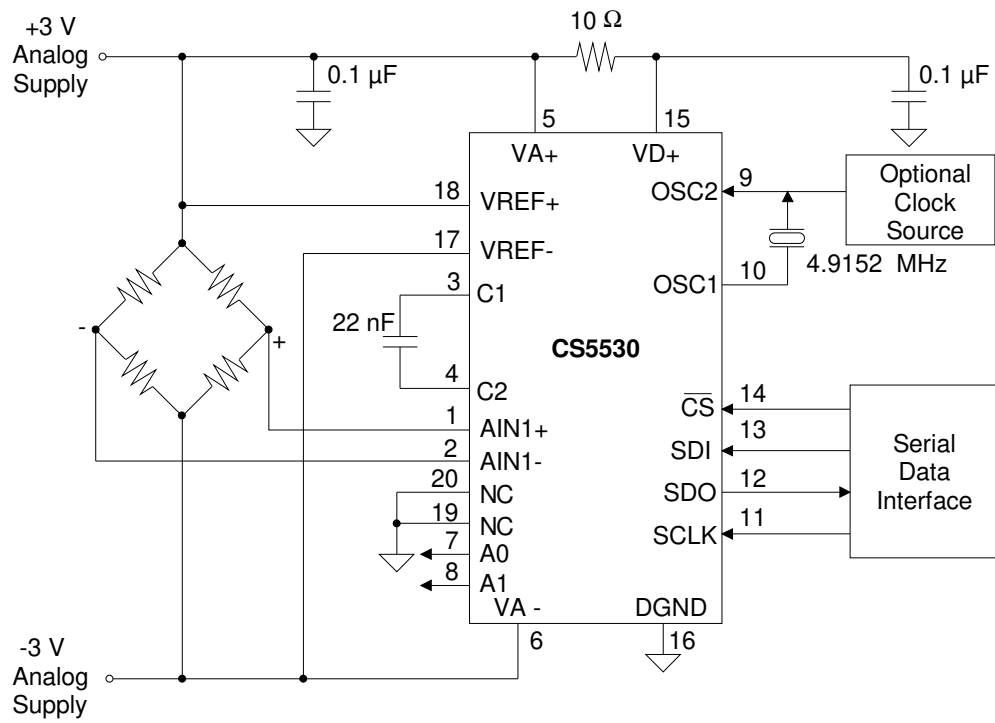 +3 V
Analog
Supply
10 Ω
0.1 µF
0.1 µF
5
15
VA+
VD+
18
VREF+
OSC2
9
Optional
Clock
Source
17
VREF-
4.9152 MHz
3
C1
OSC1
10
22 nF
CS5530
-
+
4
C2
1
AIN1+
CS
14
2
AIN1-
SDI
13
Serial
Data
Interface
20
NC
SDO
12
19
NC
SCLK
11
7
A0
8
A1
VA -
DGND
6
16
-3 V
Analog
Supply